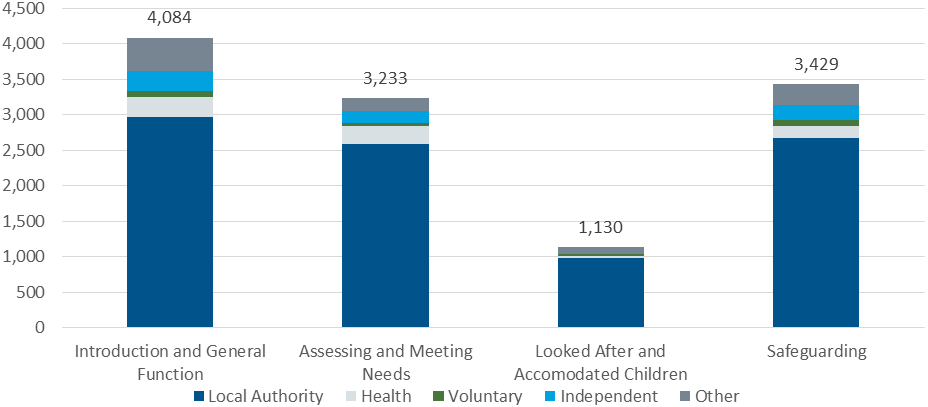 4,500
4,000
3,500
3,000
2,500
2,000
1,500
1,000
500
0
4,084
3,233
1,130
3,429
Introduction and General
Function
Assessing and Meeting
Needs
Looked After and
Accomodated Children
Safeguarding
Local Authority Health Voluntary Independent Other